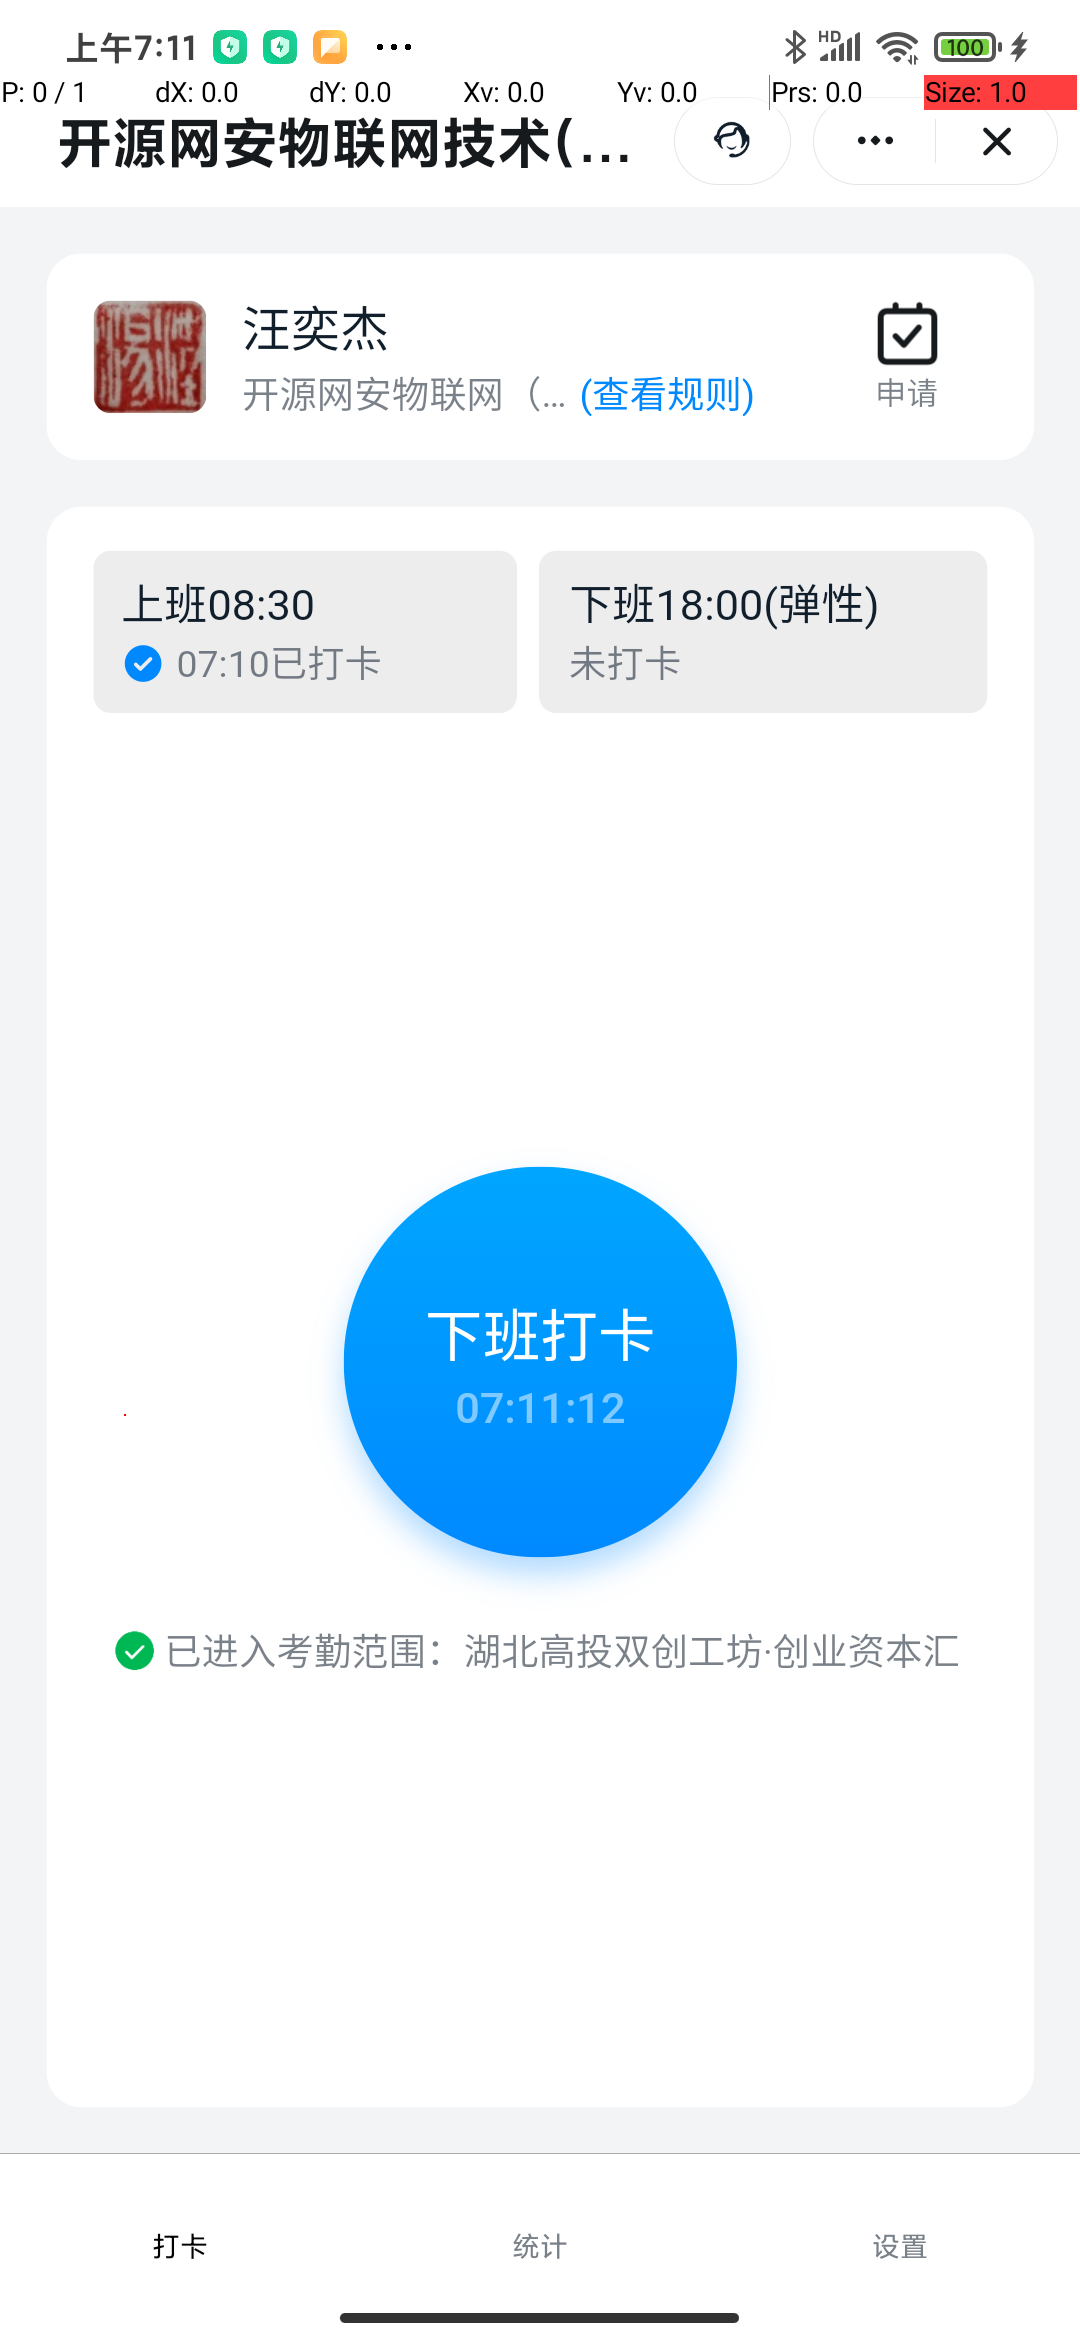 上午7:11
HD
100
P: 0 / 1 dX: 0.0 dY: 0.0 Xv: 0.0 Yv: 0.0 Prs: 0.0 Size: 1.0
开源网安物联网技术(...
汪奕杰
开源网安物联网（... (查看规则)
申请
上班08:30
07:10已打卡
下班18:00(弹性)
未打卡
下班打卡
07:11:12
已进入考勤范围：湖北高投双创工坊·创业资本汇
打卡
统计
设置